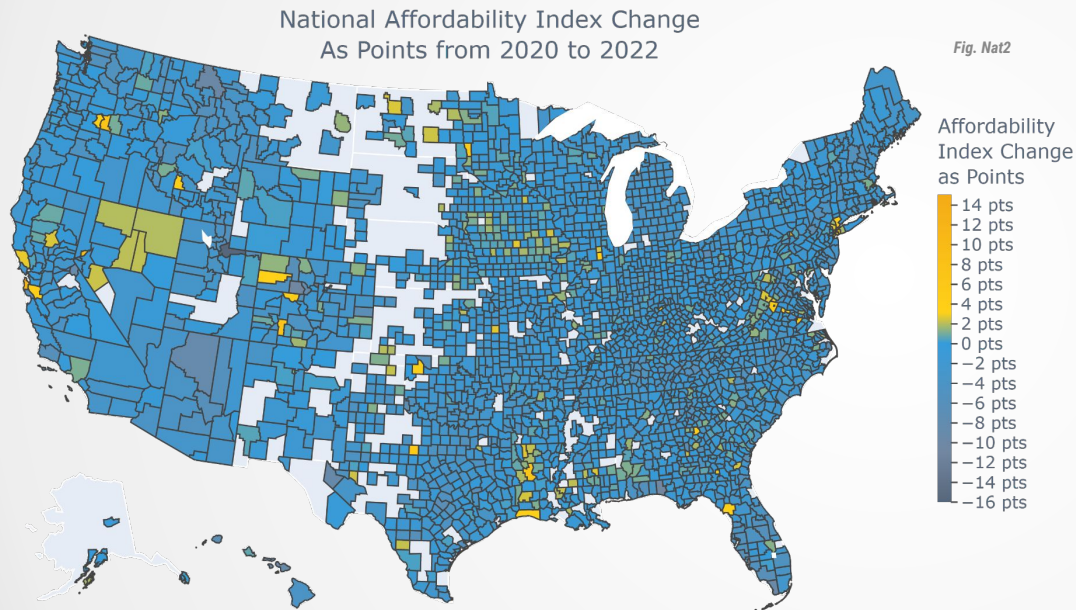 National Affordability Index Change
As Points from 2020 to 2022
Fig. Nat2
Affordability
Index Change
as Points
14 pts
12 pts
10 pts
8 pts
6 pts
4 pts
2 pts
0 pts
−2 pts
−4 pts
−6 pts
−8 pts
−10 pts
−12 pts
−14 pts
−16 pts